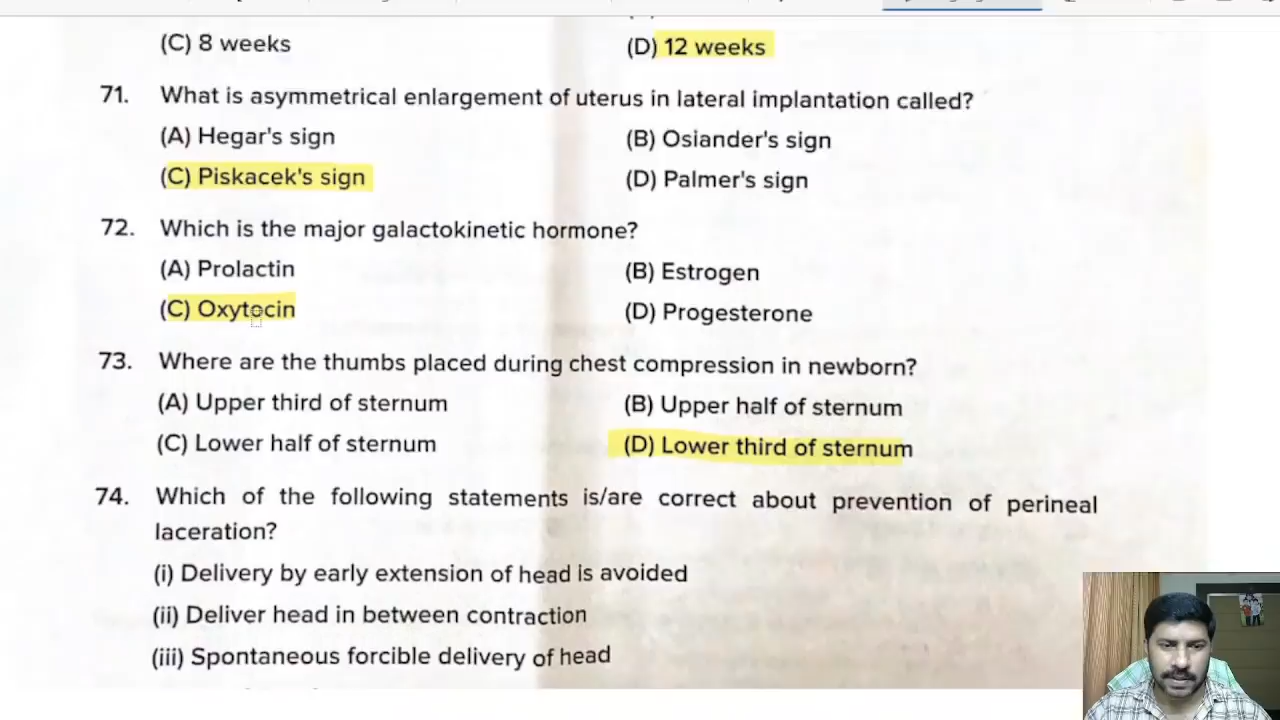 (C) 8 weeks (D) 12 weeks
71. What is asymmetrical enlargement of uterus in lateral implantation called?
(A) Hegar's sign (B) Osiander's sign
(C) Piskacek's sign (D) Palmer's sign
72. Which is the major galactokinetic hormone?
(A) Prolactin (B) Estrogen
(C) Oxytocin (D) Progesterone
73. Where are the thumbs placed during chest compression in newborn?
(A) Upper third of sternum (B) Upper half of sternum
(C) Lower half of sternum (D) Lower third of sternum
74. Which of the following statements is/are correct about prevention of perineal
laceration?
(i) Delivery by early extension of head is avoided
(ii) Deliver head in between contraction
(iii) Spontaneous forcible delivery of head